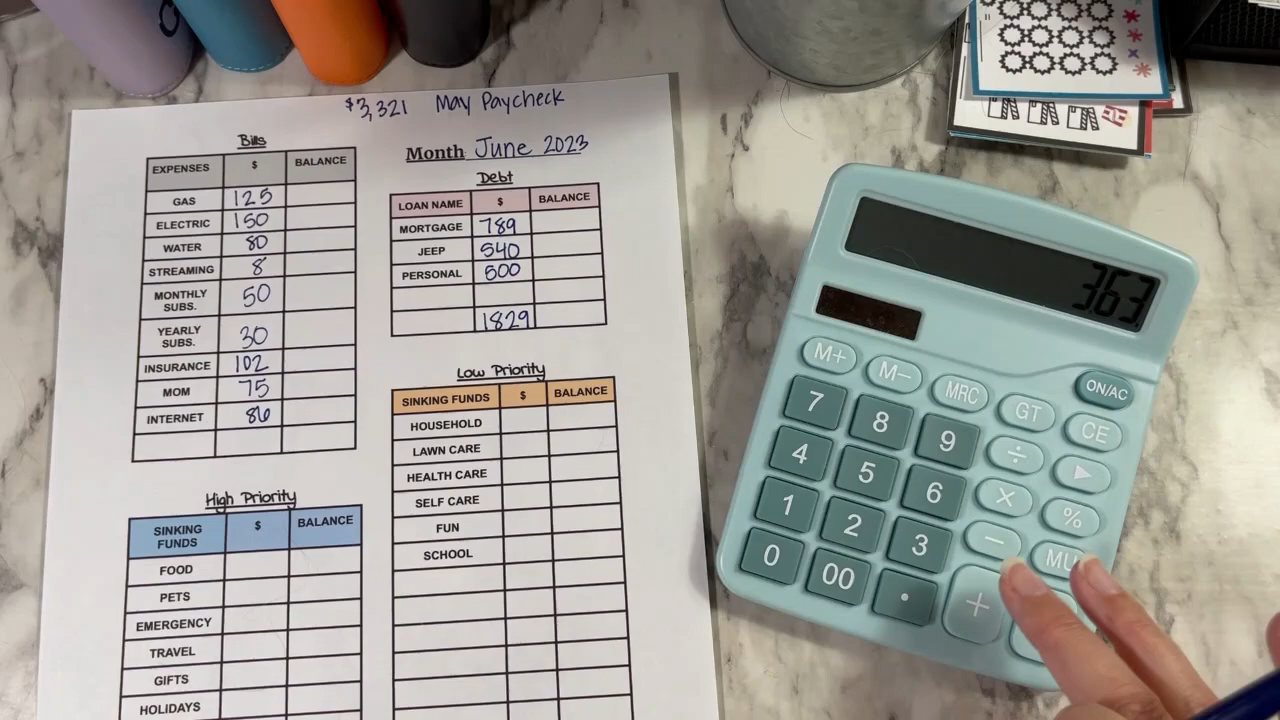 $3,321 May Paycheck
Bills
EXPENSES $ BALANCE
GAS 125
ELECTRIC 150
WATER 80
STREAMING 8
MONTHLY SUBS. 50
YEARLY SUBS. 30
INSURANCE 102
MOM 75
INTERNET 86
High Priority
SINKING FUNDS $ BALANCE
FOOD
PETS
EMERGENCY
TRAVEL
GIFTS
HOLIDAYS
Month June 2023
Debt
LOAN NAME $ BALANCE
MORTGAGE 789
JEEP 540
PERSONAL 500
1829
Low Priority
SINKING FUNDS $ BALANCE
HOUSEHOLD
LAWN CARE
HEALTH CARE
SELF CARE
FUN
SCHOOL
363
M+ M− MRC GT ON/AC
7 8 9 ÷ CE
4 5 6 × ▶
1 2 3 − %
0 00 . + MU